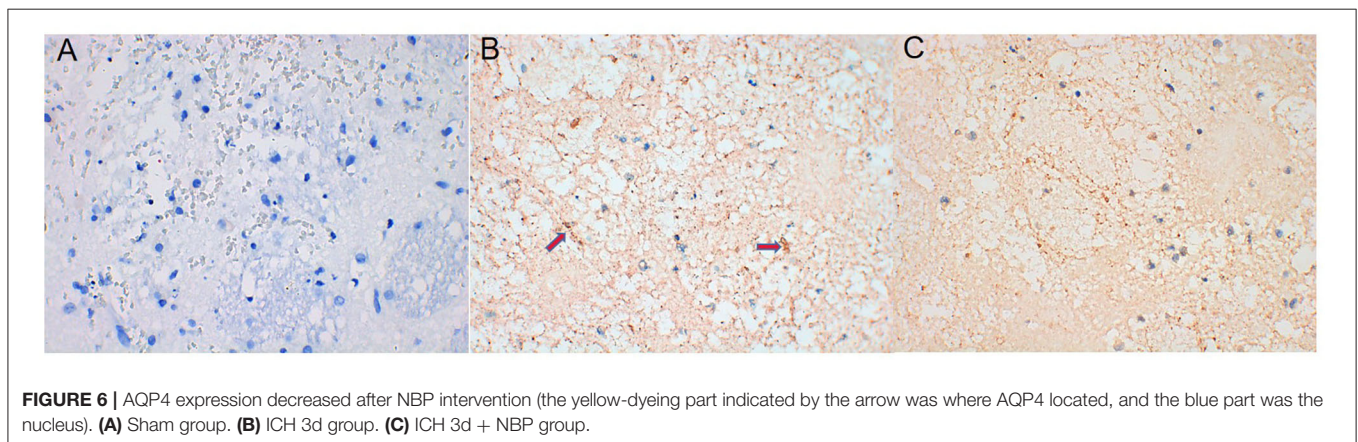 A
B
C
FIGURE 6 | AQP4 expression decreased after NBP intervention (the yellow-dyeing part indicated by the arrow was where AQP4 located, and the blue part was the
nucleus). (A) Sham group. (B) ICH 3d group. (C) ICH 3d + NBP group.